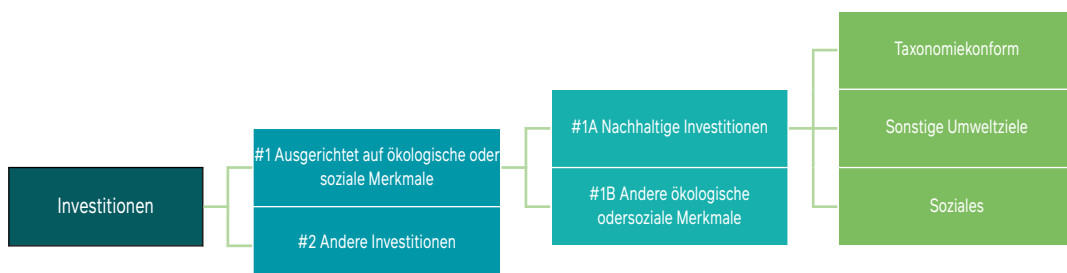 Investitionen
#1 Ausgerichtet auf ökologische oder
soziale Merkmale
#2 Andere Investitionen
#1A Nachhaltige Investitionen
#1B Andere ökologische
odersoziale Merkmale
Taxonomiekonform
Sonstige Umweltziele
Soziales